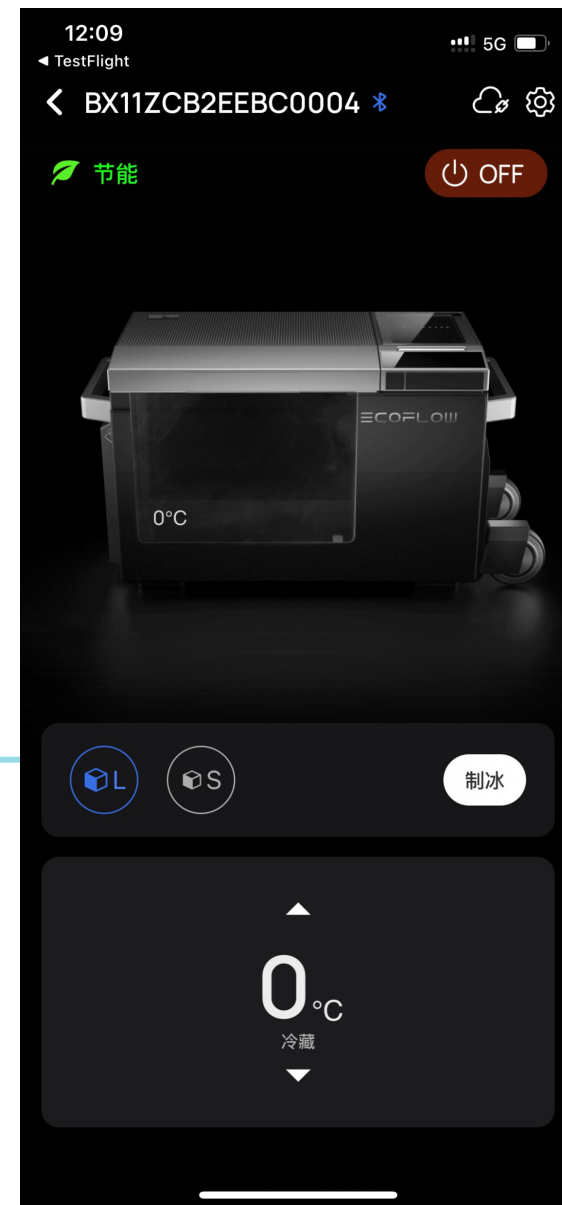 12:09
5G
◀ TestFlight
BX11ZCB2EEBC0004
节能
OFF
ECOFLOW
0°C
L
S
制冰
0°C
冷藏